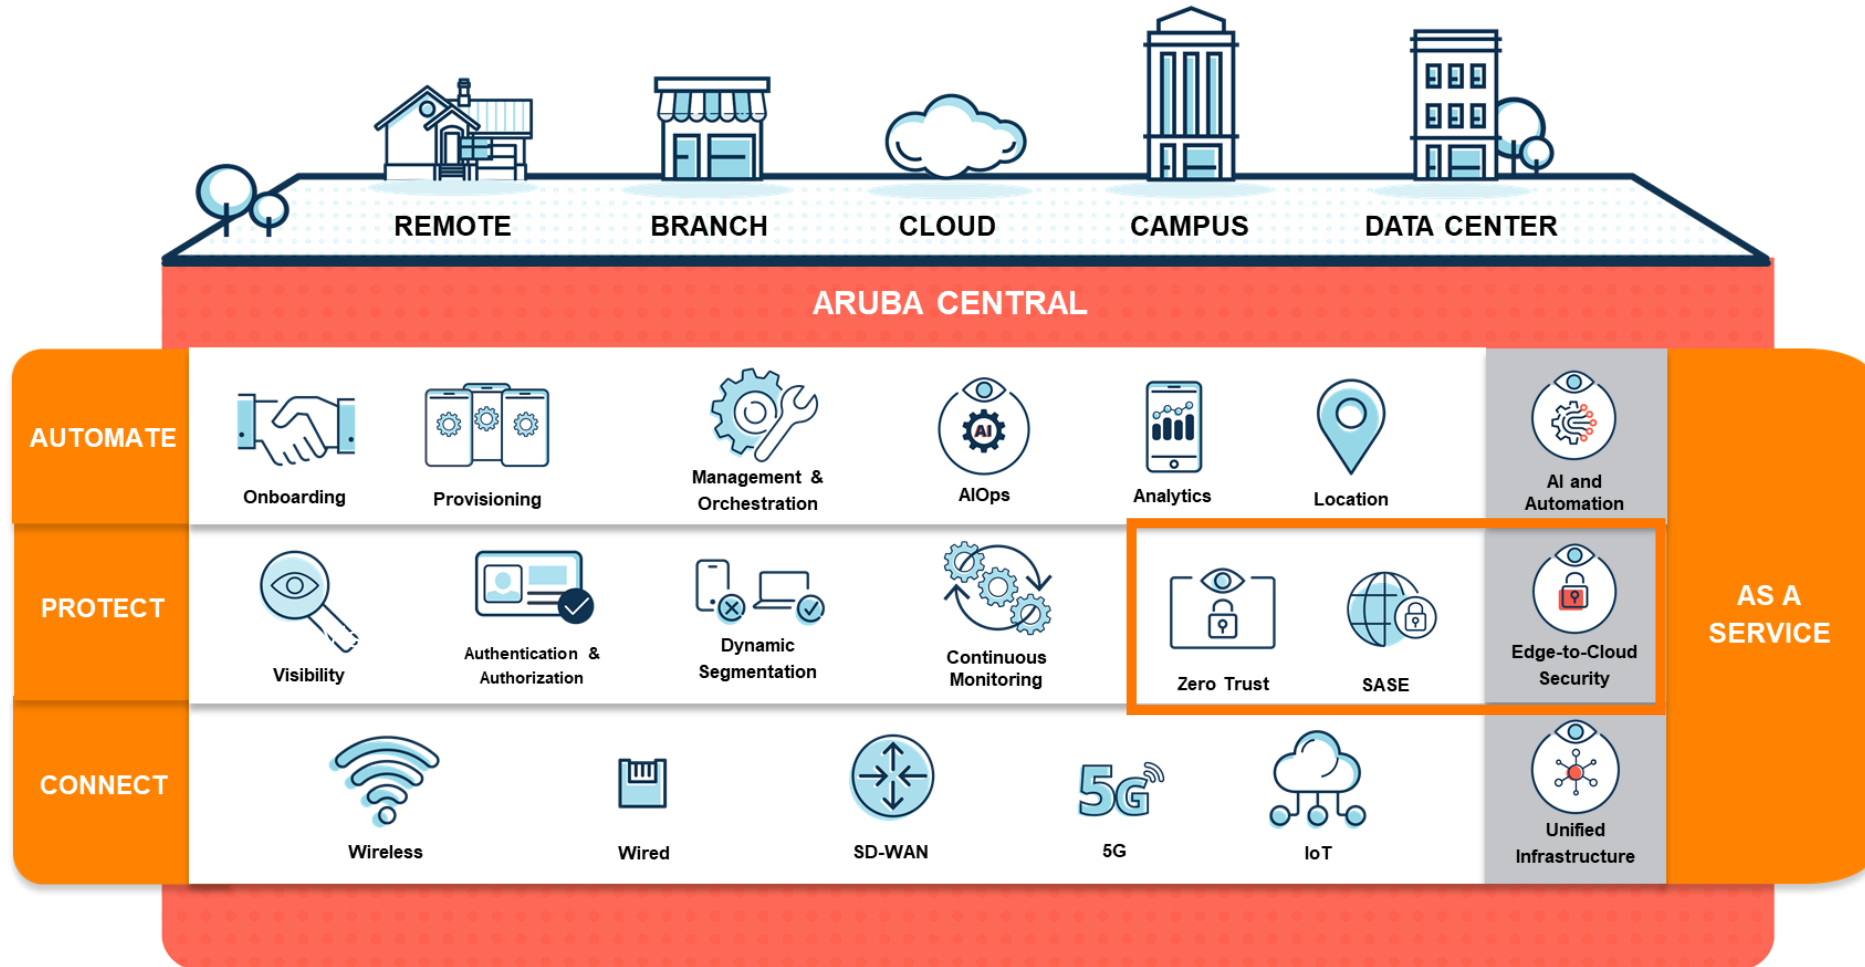 REMOTE
BRANCH
CLOUD
CAMPUS
DATA CENTER
ARUBA CENTRAL
AUTOMATE
Onboarding
Provisioning
Management &
Orchestration
AI
AIOps
Analytics
Location
AI and
Automation
PROTECT
Visibility
Authentication &
Authorization
Dynamic
Segmentation
Continuous
Monitoring
Zero Trust
SASE
Edge-to-Cloud
Security
AS A
SERVICE
CONNECT
Wireless
Wired
SD-WAN
5G
5G
IoT
Unified
Infrastructure